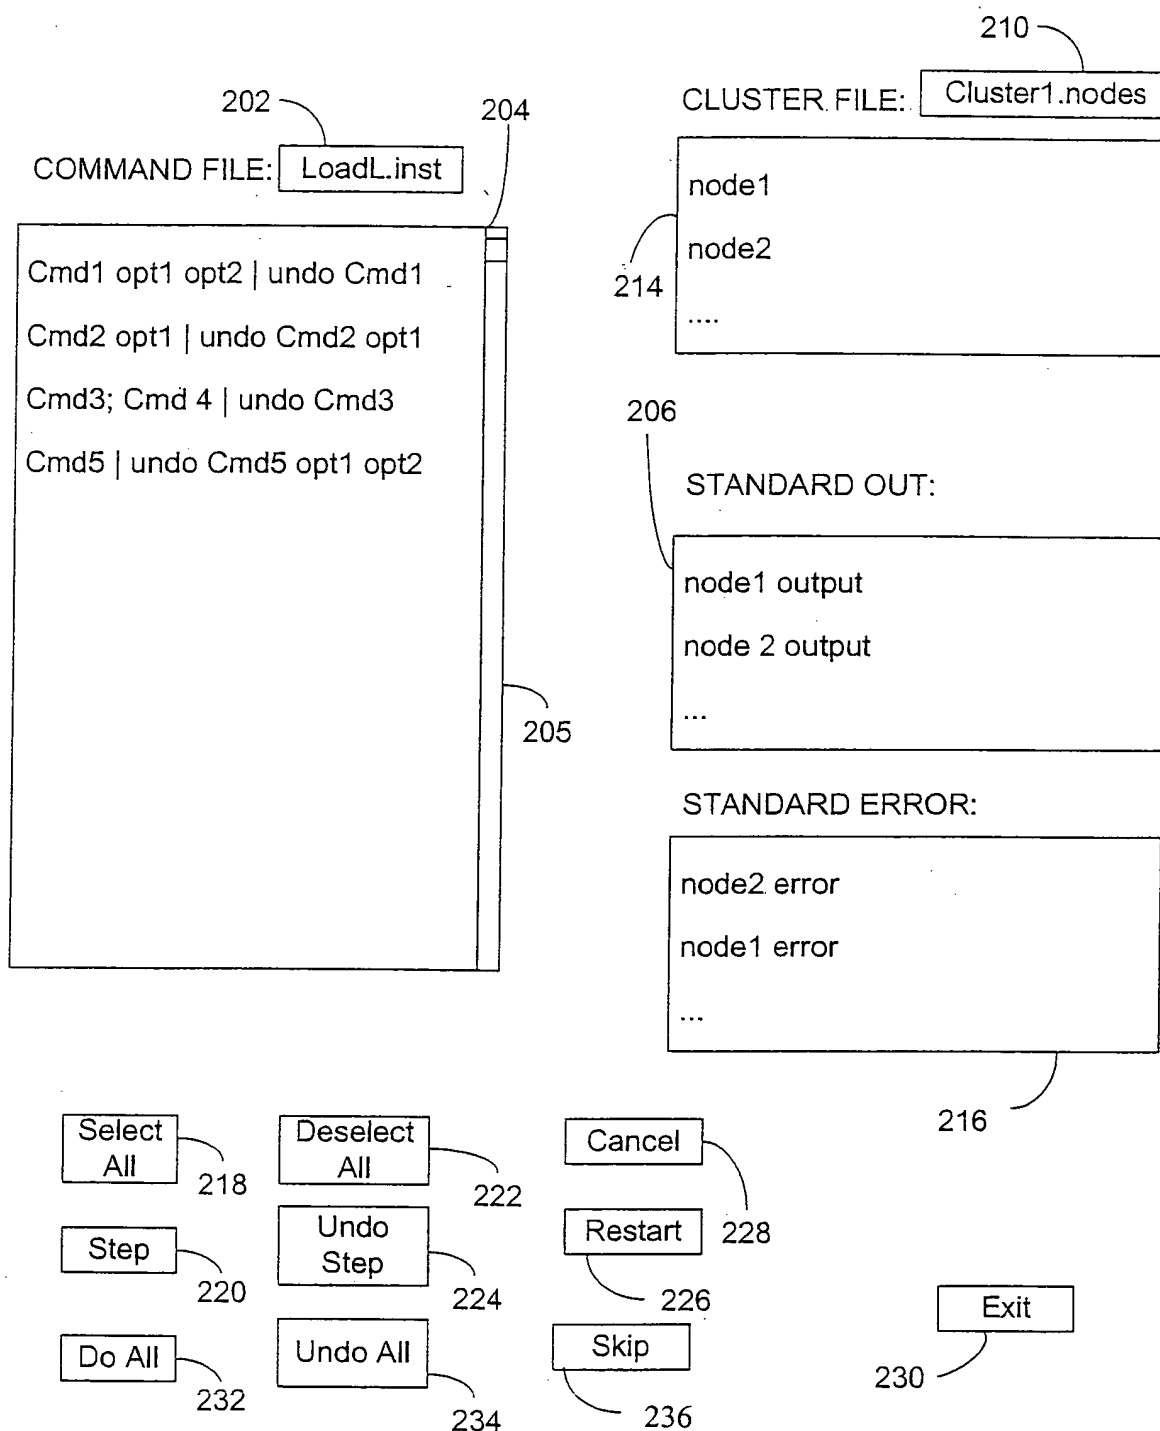 210
CLUSTER FILE: Cluster1.nodes
202
204
COMMAND FILE: LoadL.inst
node1
node2
....
214
Cmd1 opt1 opt2 | undo Cmd1
Cmd2 opt1 | undo Cmd2 opt1
Cmd3; Cmd 4 | undo Cmd3
Cmd5 | undo Cmd5 opt1 opt2
205
206
STANDARD OUT:
node1 output
node 2 output
...
STANDARD ERROR:
node2 error
node1 error
...
216
Select
All
218
Deselect
All
222
Cancel
228
Step
220
Undo
Step
224
Restart
226
Exit
230
Do All
232
Undo All
234
Skip
236